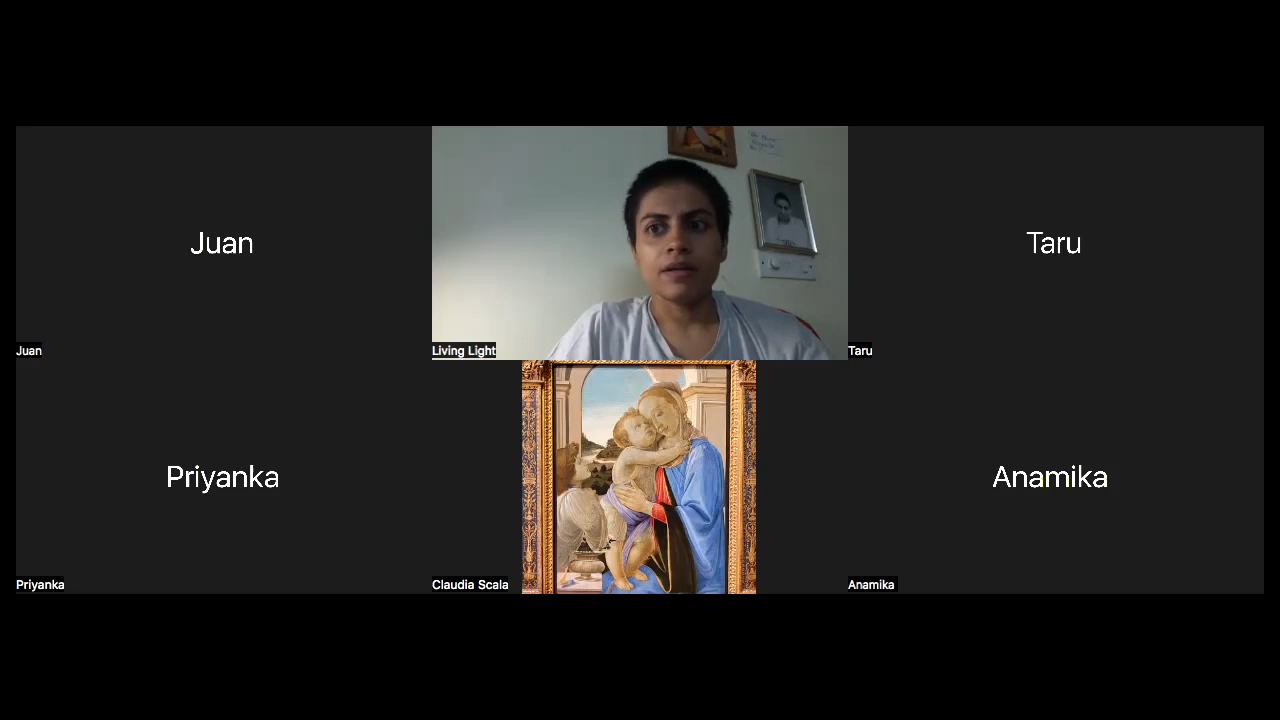 Juan
Juan
Living Light
Taru
Taru
Priyanka
Priyanka
Claudia Scala
Anamika
Anamika